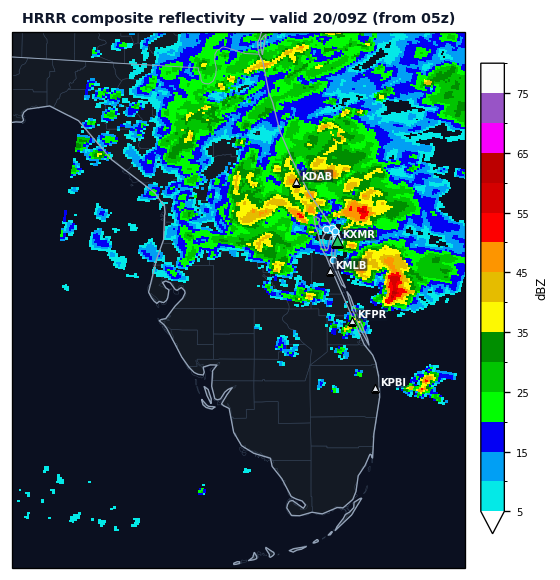 HRRR composite reflectivity — valid 20/09Z (from 05z)
KDAB
KXMR
KMLB
KFPR
KPBI
75
65
55
45
35
25
15
5
dBZ